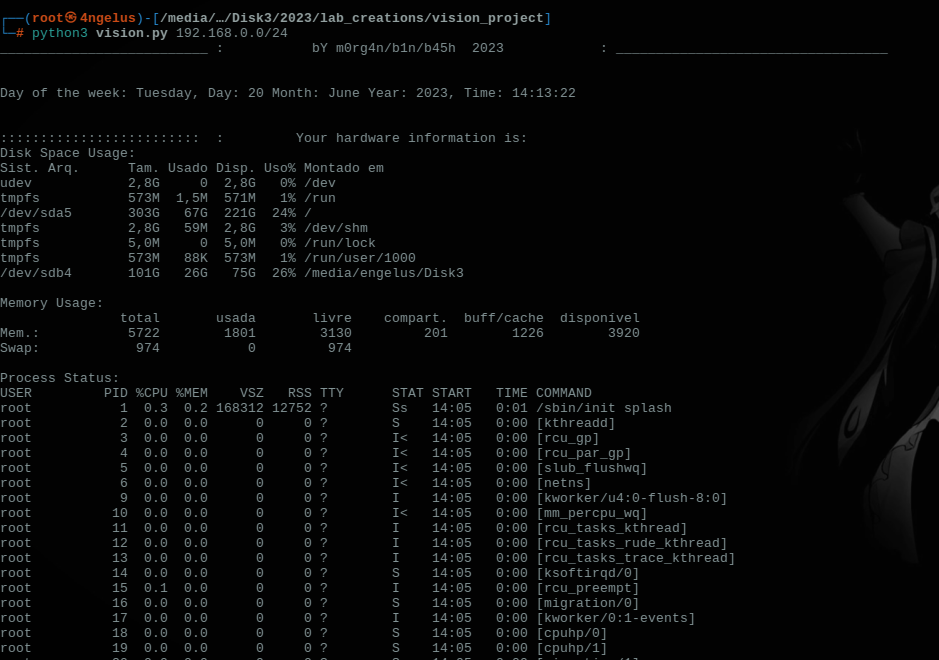 ┌──(root㉿4ngelus)-[/media/…/Disk3/2023/lab_creations/vision_project]
└─# python3 vision.py 192.168.0.0/24
__________________________ :           bY m0rg4n/b1n/b45h  2023            : __________________________________
Day of the week: Tuesday, Day: 20 Month: June Year: 2023, Time: 14:13:22
:::::::::::::::::::::::::  :         Your hardware information is:
Disk Space Usage:
Sist. Arq.      Tam. Usado Disp. Uso% Montado em
udev            2,8G     0  2,8G   0% /dev
tmpfs           573M  1,5M  571M   1% /run
/dev/sda5       303G   67G  221G  24% /
tmpfs           2,8G   59M  2,8G   3% /dev/shm
tmpfs           5,0M     0  5,0M   0% /run/lock
tmpfs           573M   88K  573M   1% /run/user/1000
/dev/sdb4       101G   26G   75G  26% /media/engelus/Disk3
Memory Usage:
               total       usada       livre    compart.  buff/cache  disponível
Mem.:           5722        1801        3130         201        1226        3920
Swap:            974           0         974
Process Status:
USER         PID %CPU %MEM    VSZ   RSS TTY      STAT START   TIME COMMAND
root           1  0.3  0.2 168312 12752 ?        Ss   14:05   0:01 /sbin/init splash
root           2  0.0  0.0      0     0 ?        S    14:05   0:00 [kthreadd]
root           3  0.0  0.0      0     0 ?        I<   14:05   0:00 [rcu_gp]
root           4  0.0  0.0      0     0 ?        I<   14:05   0:00 [rcu_par_gp]
root           5  0.0  0.0      0     0 ?        I<   14:05   0:00 [slub_flushwq]
root           6  0.0  0.0      0     0 ?        I<   14:05   0:00 [netns]
root           9  0.0  0.0      0     0 ?        I    14:05   0:00 [kworker/u4:0-flush-8:0]
root          10  0.0  0.0      0     0 ?        I<   14:05   0:00 [mm_percpu_wq]
root          11  0.0  0.0      0     0 ?        I    14:05   0:00 [rcu_tasks_kthread]
root          12  0.0  0.0      0     0 ?        I    14:05   0:00 [rcu_tasks_rude_kthread]
root          13  0.0  0.0      0     0 ?        I    14:05   0:00 [rcu_tasks_trace_kthread]
root          14  0.0  0.0      0     0 ?        S    14:05   0:00 [ksoftirqd/0]
root          15  0.1  0.0      0     0 ?        I    14:05   0:00 [rcu_preempt]
root          16  0.0  0.0      0     0 ?        S    14:05   0:00 [migration/0]
root          17  0.0  0.0      0     0 ?        I    14:05   0:00 [kworker/0:1-events]
root          18  0.0  0.0      0     0 ?        S    14:05   0:00 [cpuhp/0]
root          19  0.0  0.0      0     0 ?        S    14:05   0:00 [cpuhp/1]